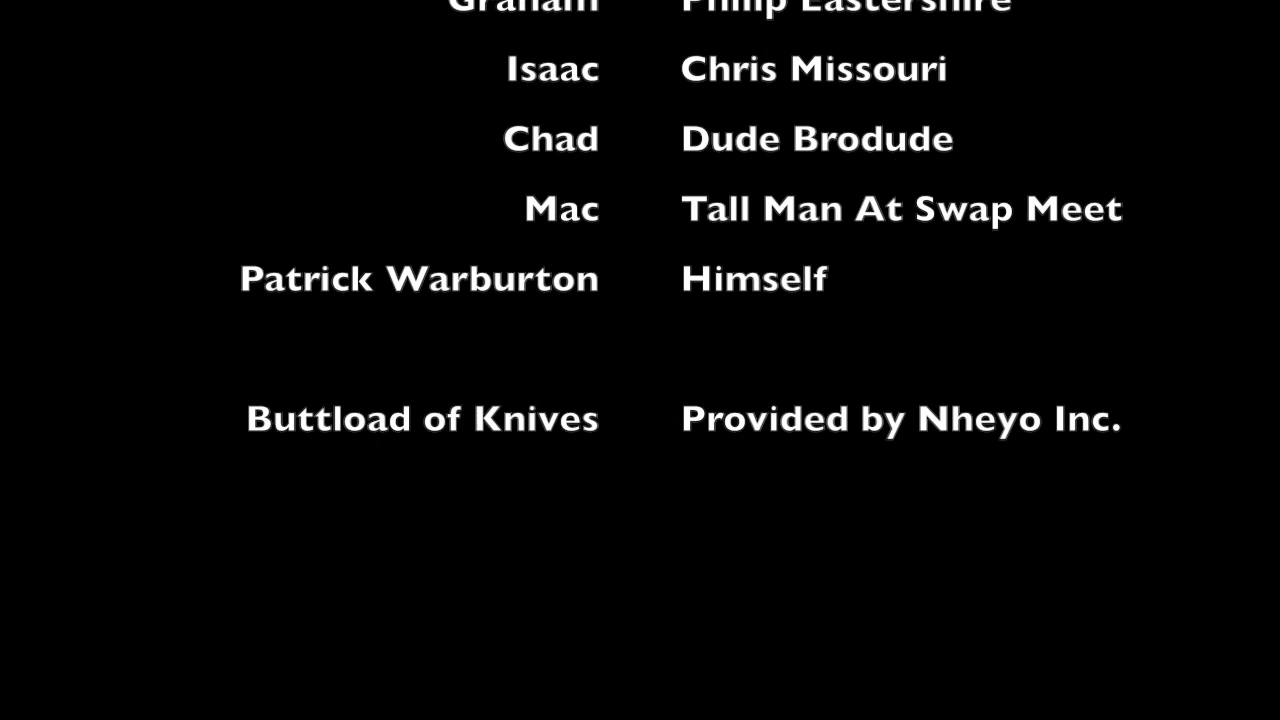 Graham Philip Eastershire
Isaac Chris Missouri
Chad Dude Brodude
Mac Tall Man At Swap Meet
Patrick Warburton Himself
Buttload of Knives Provided by Nheyo Inc.